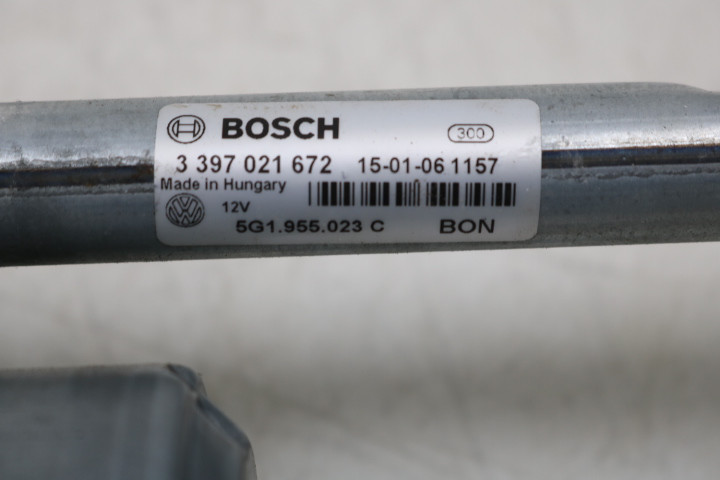 BOSCH 300
3 397 021 672 15-01-06 1157
Made in Hungary
12V
5G1.955.023 C BON